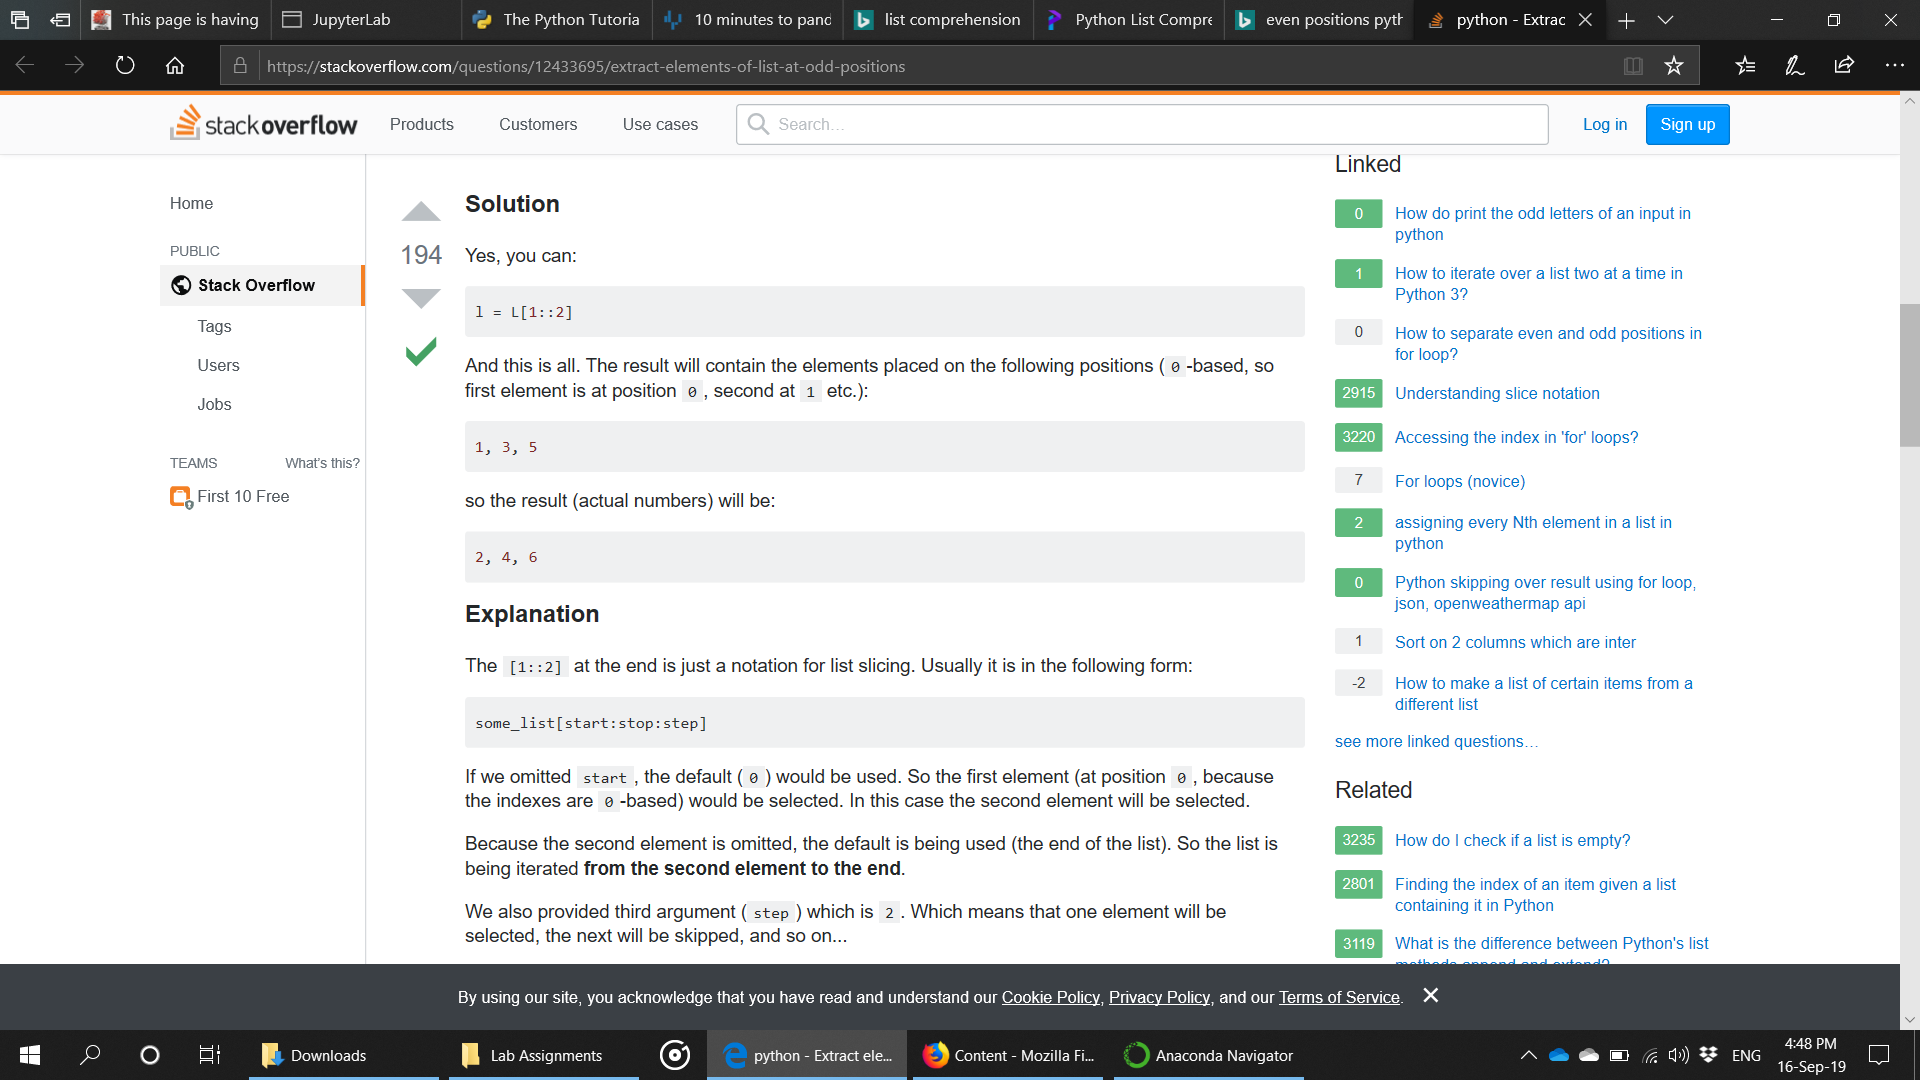 This page is having
JupyterLab
The Python Tutoria
10 minutes to pand
list comprehension
Python List Compre
even positions pyth
python - Extrac
https://stackoverflow.com/questions/12433695/extract-elements-of-list-at-odd-positions
stackoverflow
Products
Customers
Use cases
Search...
Log in
Sign up
Home
PUBLIC
Stack Overflow
Tags
Users
Jobs
TEAMS
What's this?
First 10 Free
194
Solution
Yes, you can:
l = L[1::2]
And this is all. The result will contain the elements placed on the following positions ( 0 -based, so
first element is at position 0 , second at 1 etc.):
1, 3, 5
so the result (actual numbers) will be:
2, 4, 6
Explanation
The [1::2] at the end is just a notation for list slicing. Usually it is in the following form:
some_list[start:stop:step]
If we omitted start , the default ( 0 ) would be used. So the first element (at position 0 , because
the indexes are 0 -based) would be selected. In this case the second element will be selected.
Because the second element is omitted, the default is being used (the end of the list). So the list is
being iterated from the second element to the end.
We also provided third argument ( step ) which is 2 . Which means that one element will be
selected, the next will be skipped, and so on...
Linked
0
How do print the odd letters of an input in
python
1
How to iterate over a list two at a time in
Python 3?
0
How to separate even and odd positions in
for loop?
2915
Understanding slice notation
3220
Accessing the index in 'for' loops?
7
For loops (novice)
2
assigning every Nth element in a list in
python
0
Python skipping over result using for loop,
json, openweathermap api
1
Sort on 2 columns which are inter
-2
How to make a list of certain items from a
different list
see more linked questions...
Related
3235
How do I check if a list is empty?
2801
Finding the index of an item given a list
containing it in Python
3119
What is the difference between Python's list
methods append and extend?
By using our site, you acknowledge that you have read and understand our Cookie Policy, Privacy Policy, and our Terms of Service.
Downloads
Lab Assignments
python - Extract ele...
Content - Mozilla Fi...
Anaconda Navigator
ENG
4:48 PM
16-Sep-19